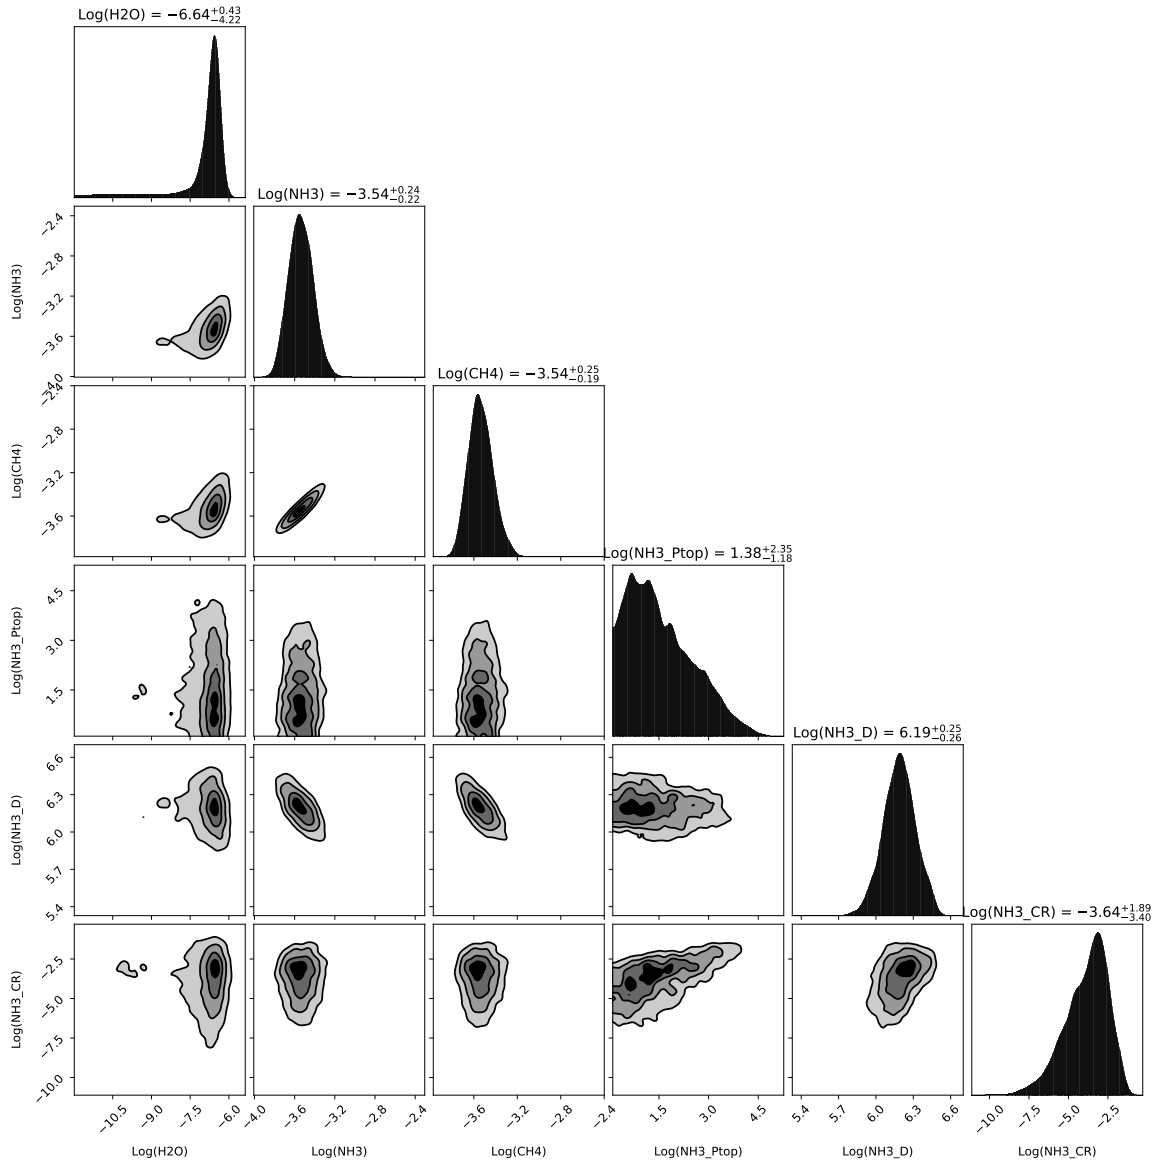 Log(H2O) = −6.64+0.43 −4.22
Log(NH3) = −3.54+0.24 −0.22
−2.4
−2.8
−3.2
−3.6
−4.0
Log(NH3)
Log(CH4) = −3.54+0.25 −0.19
−2.4
−2.8
−3.2
−3.6
Log(CH4)
Log(NH3_Ptop) = 1.38+2.35 −1.18
4.5
3.0
1.5
Log(NH3_Ptop)
Log(NH3_D) = 6.19+0.25 −0.26
6.6
6.3
6.0
5.7
5.4
Log(NH3_D)
Log(NH3_CR) = −3.64+1.89 −3.40
−2.5
−5.0
−7.5
−10.0
Log(NH3_CR)
−10.5 −9.0 −7.5 −6.0 −4.0 −3.6 −3.2 −2.8 −2.4 −3.6 −3.2 −2.8 −2.4 1.5 3.0 4.5 5.4 5.7 6.0 6.3 6.6 −10.0 −7.5 −5.0 −2.5
Log(H2O) Log(NH3) Log(CH4) Log(NH3_Ptop) Log(NH3_D) Log(NH3_CR)